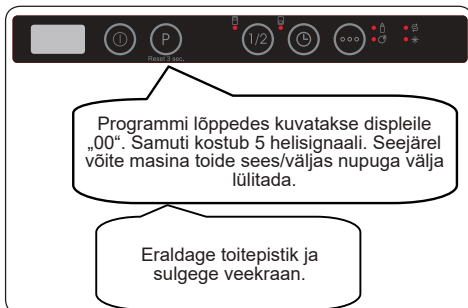 P
1/2
Reset 3 sec.
Programmi lõppedes kuvatakse displeile
„00“. Samuti kostub 5 helisignaali. Seejärel
võite masina toide sees/väljas nupuga välja
lülitada.
Eraldage toitepistik ja
sulgege veekraan.